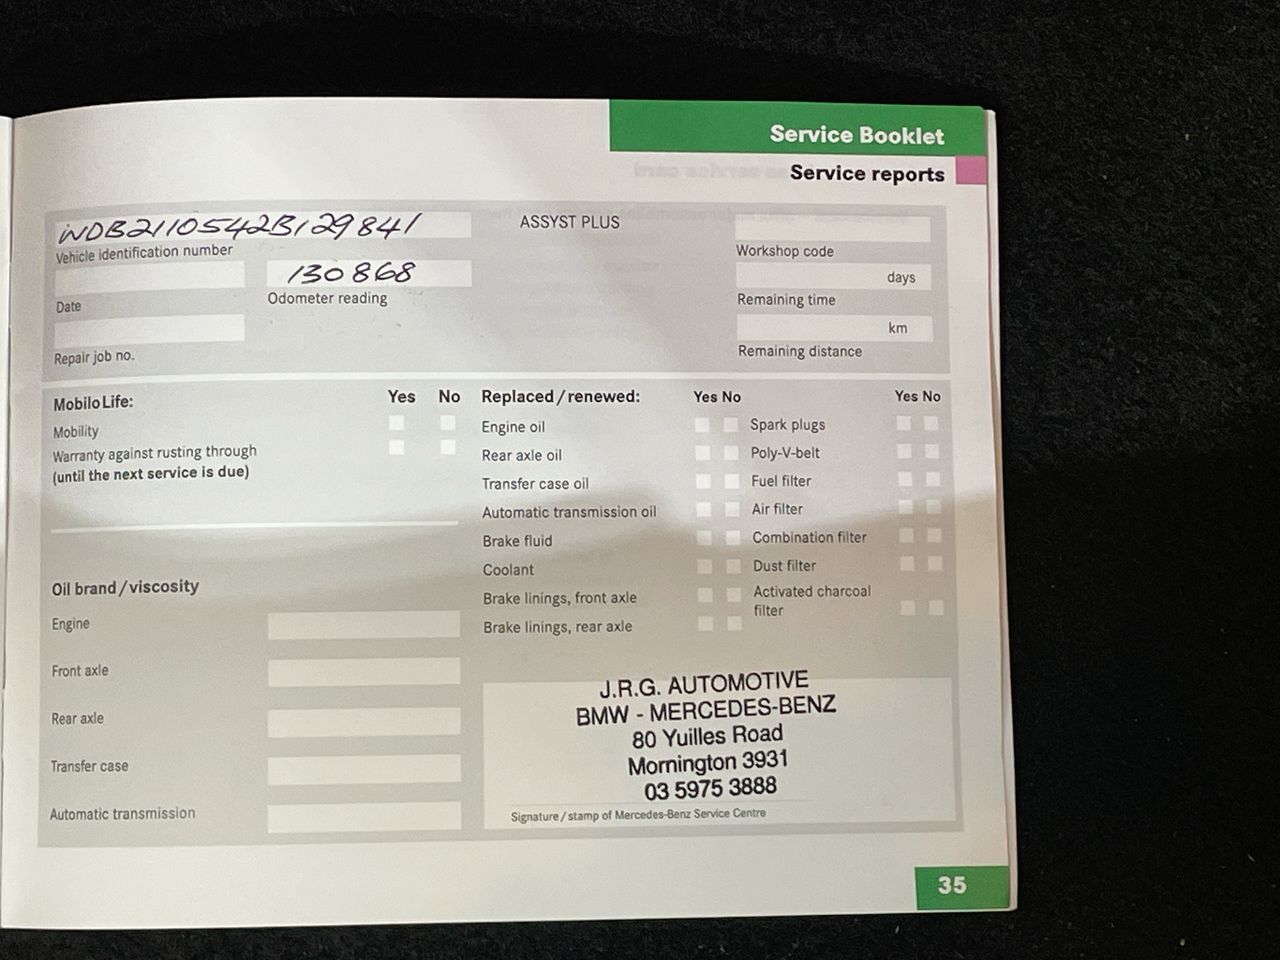 Service Booklet
Service reports
WDB2110542B129841
Vehicle identification number
ASSYST PLUS
Workshop code
130868
Date
Odometer reading
days
Remaining time
Repair job no.
km
Remaining distance
MobiloLife:
Yes No
Mobility
Warranty against rusting through
(until the next service is due)
Oil brand/viscosity
Engine
Front axle
Rear axle
Transfer case
Automatic transmission
Replaced/renewed:
Yes No
Engine oil
Rear axle oil
Transfer case oil
Automatic transmission oil
Brake fluid
Coolant
Brake linings, front axle
Brake linings, rear axle
Yes No
Spark plugs
Poly-V-belt
Fuel filter
Air filter
Combination filter
Dust filter
Activated charcoal
filter
J.R.G. AUTOMOTIVE
BMW - MERCEDES-BENZ
80 Yuilles Road
Mornington 3931
03 5975 3888
Signature/stamp of Mercedes-Benz Service Centre
35